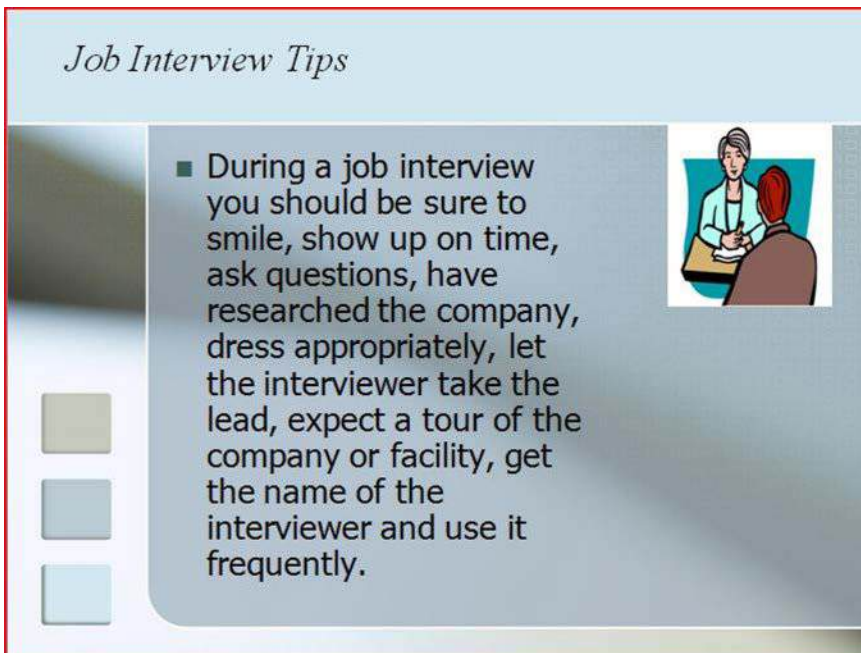 Job Interview Tips
During a job interview
you should be sure to
smile, show up on time,
ask questions, have
researched the company,
dress appropriately, let
the interviewer take the
lead, expect a tour of the
company or facility, get
the name of the
interviewer and use it
frequently.